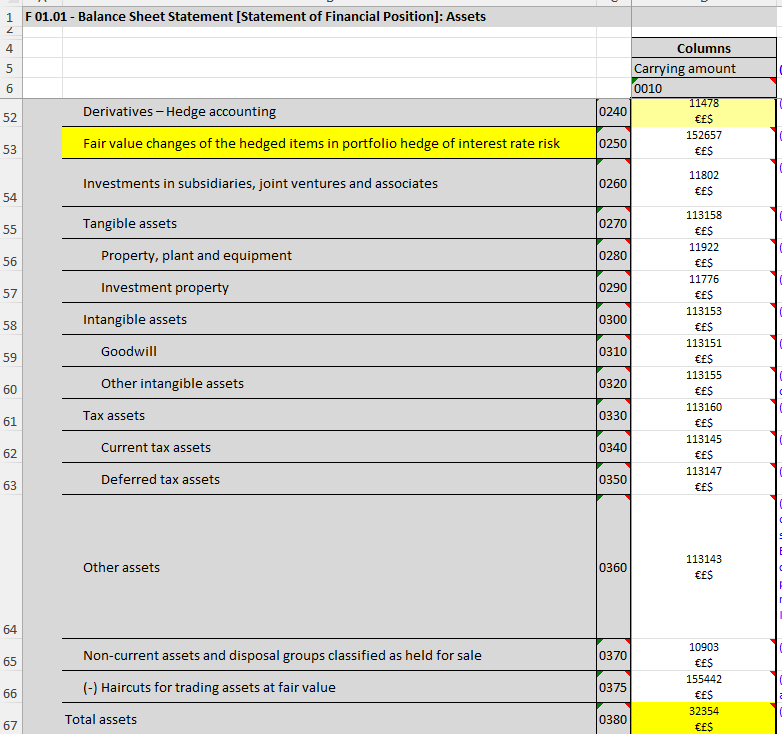 1 F 01.01 - Balance Sheet Statement [Statement of Financial Position]: Assets
2
4 Columns
5 Carrying amount
6 0010
52 Derivatives – Hedge accounting 0240 11478
€£$
53 Fair value changes of the hedged items in portfolio hedge of interest rate risk 0250 152657
€£$
54 Investments in subsidiaries, joint ventures and associates 0260 11802
€£$
55 Tangible assets 0270 113158
€£$
56 Property, plant and equipment 0280 11922
€£$
57 Investment property 0290 11776
€£$
58 Intangible assets 0300 113153
€£$
59 Goodwill 0310 113151
€£$
60 Other intangible assets 0320 113155
€£$
61 Tax assets 0330 113160
€£$
62 Current tax assets 0340 113145
€£$
63 Deferred tax assets 0350 113147
€£$
64 Other assets 0360 113143
€£$
65 Non-current assets and disposal groups classified as held for sale 0370 10903
€£$
66 (-) Haircuts for trading assets at fair value 0375 155442
€£$
67 Total assets 0380 32354
€£$